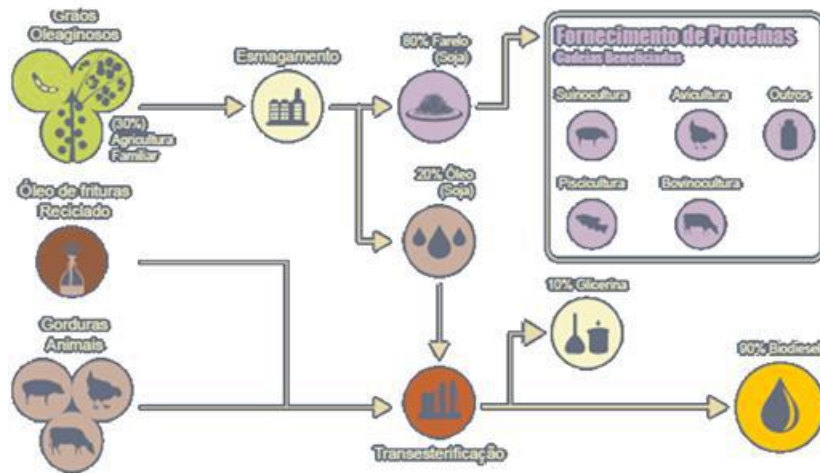 Grãos
Oleaginosos
(30%)
Agricultura
Familiar
Esmagamento
80% Farelo
(Soja)
Fornecimento de Proteínas
Cadeias Beneficiadas
Suinocultura
Avicultura
Outros
Piscicultura
Bovinocultura
Óleo de frituras
Reciclado
20% Óleo
(Soja)
10% Glicerina
Gorduras
Animais
Transesterificação
90% Biodiesel